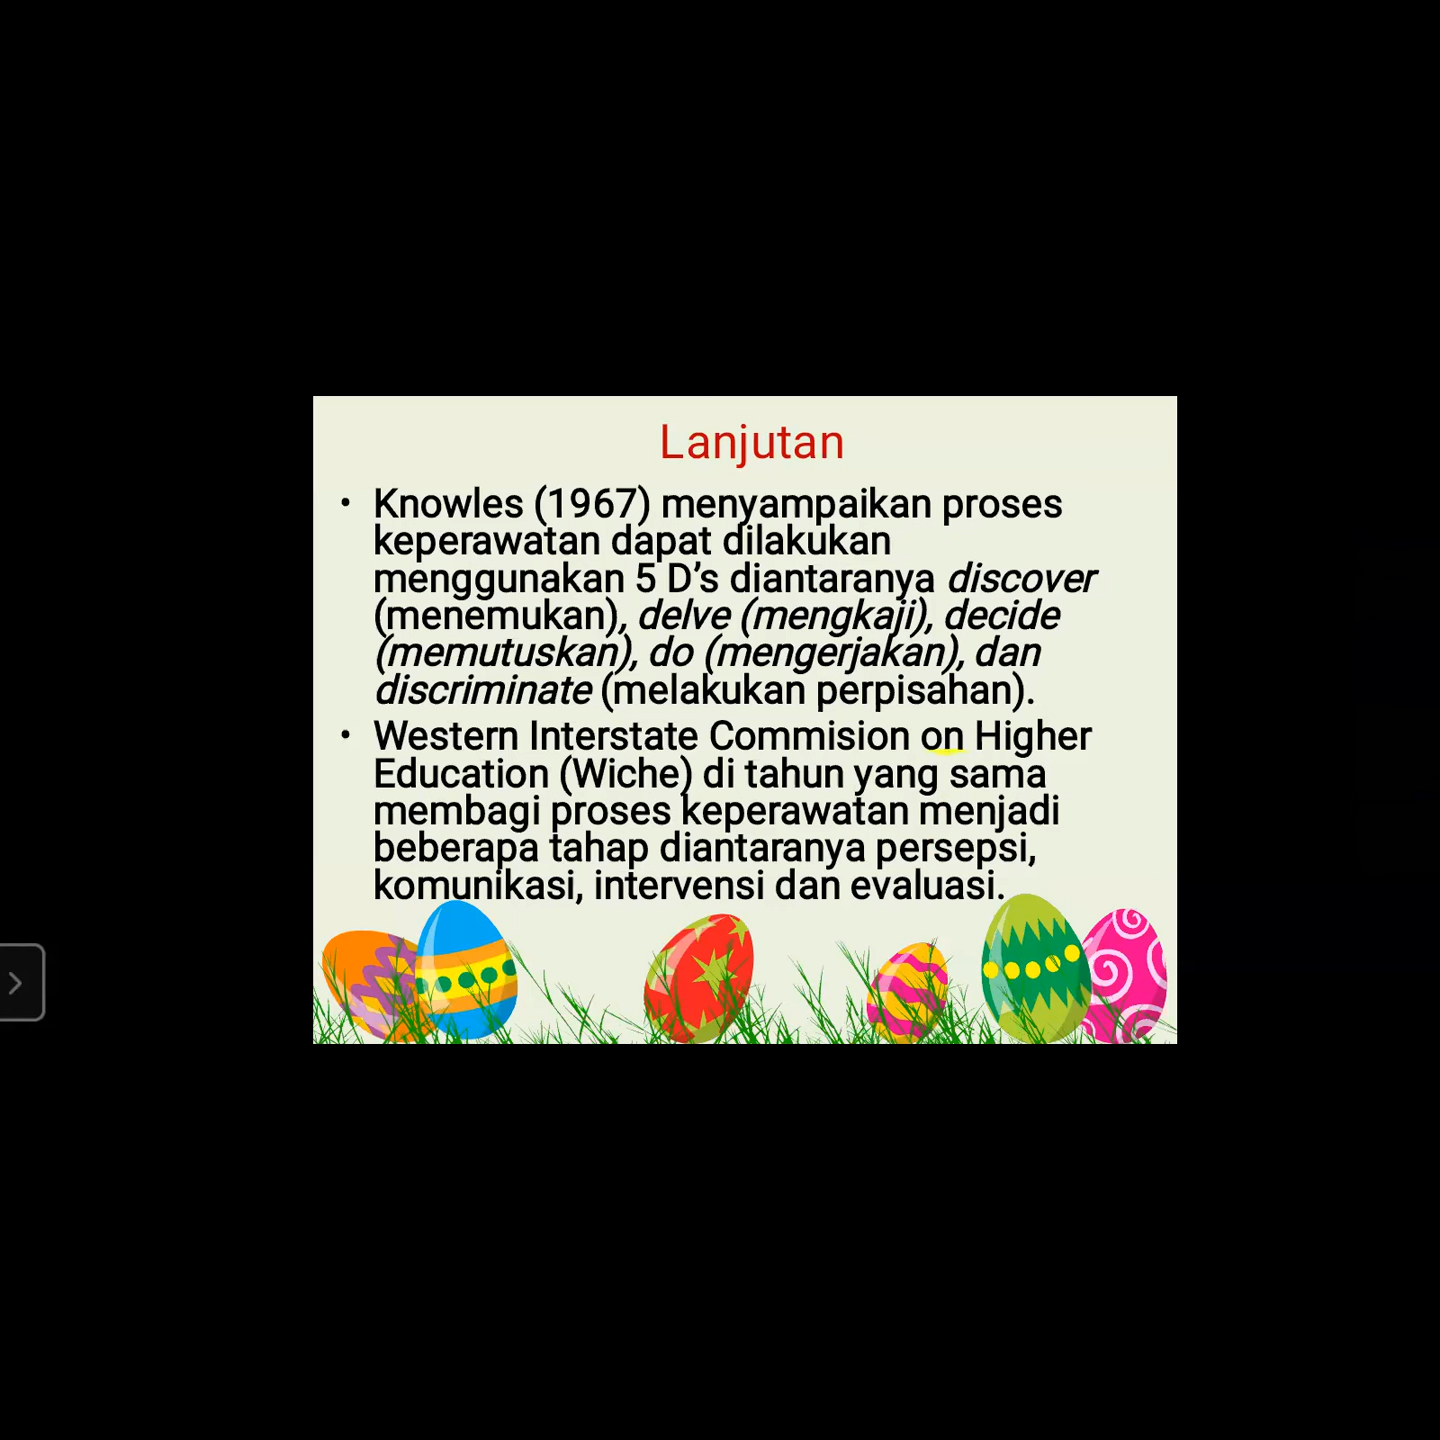 Lanjutan
• Knowles (1967) menyampaikan proses
keperawatan dapat dilakukan
menggunakan 5 D’s diantaranya discover
(menemukan), delve (mengkaji), decide
(memutuskan), do (mengerjakan), dan
discriminate (melakukan perpisahan).
• Western Interstate Commision on Higher
Education (Wiche) di tahun yang sama
membagi proses keperawatan menjadi
beberapa tahap diantaranya persepsi,
komunikasi, intervensi dan evaluasi.